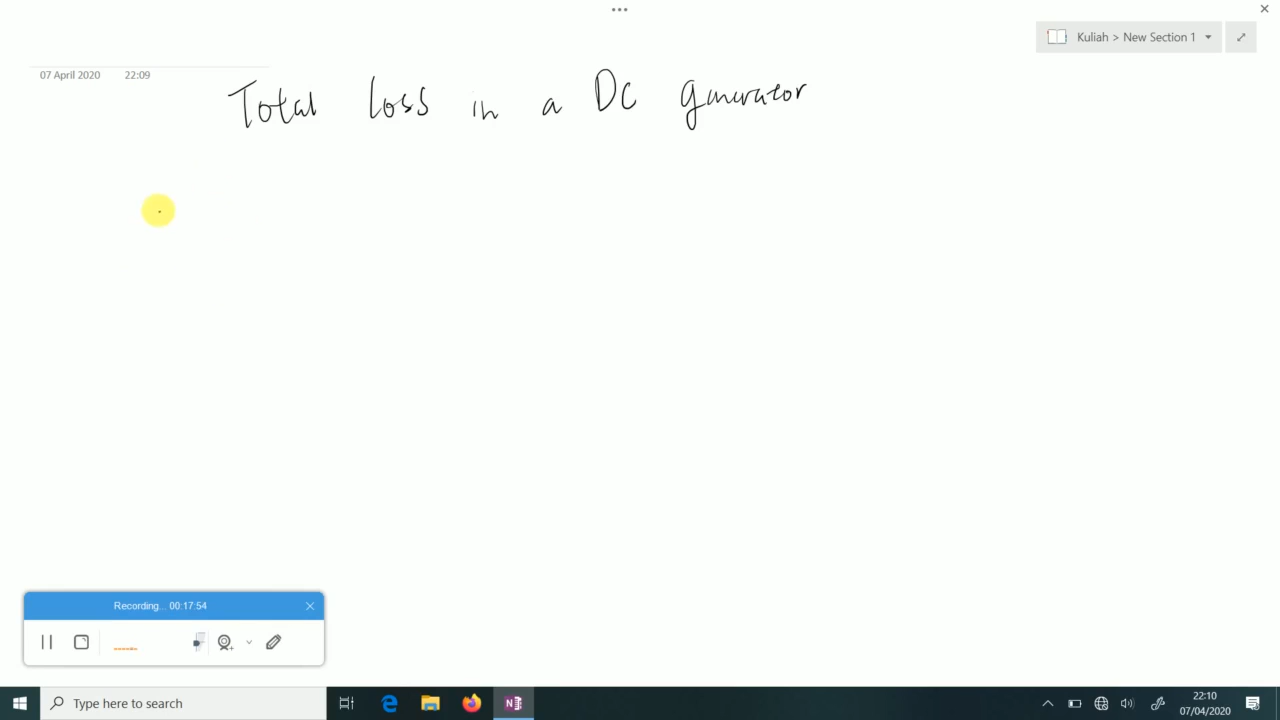 Kuliah > New Section 1
07 April 2020 22:09
Total loss in a DC generator
Recording... 00:17:54
Type here to search
22:10
07/04/2020